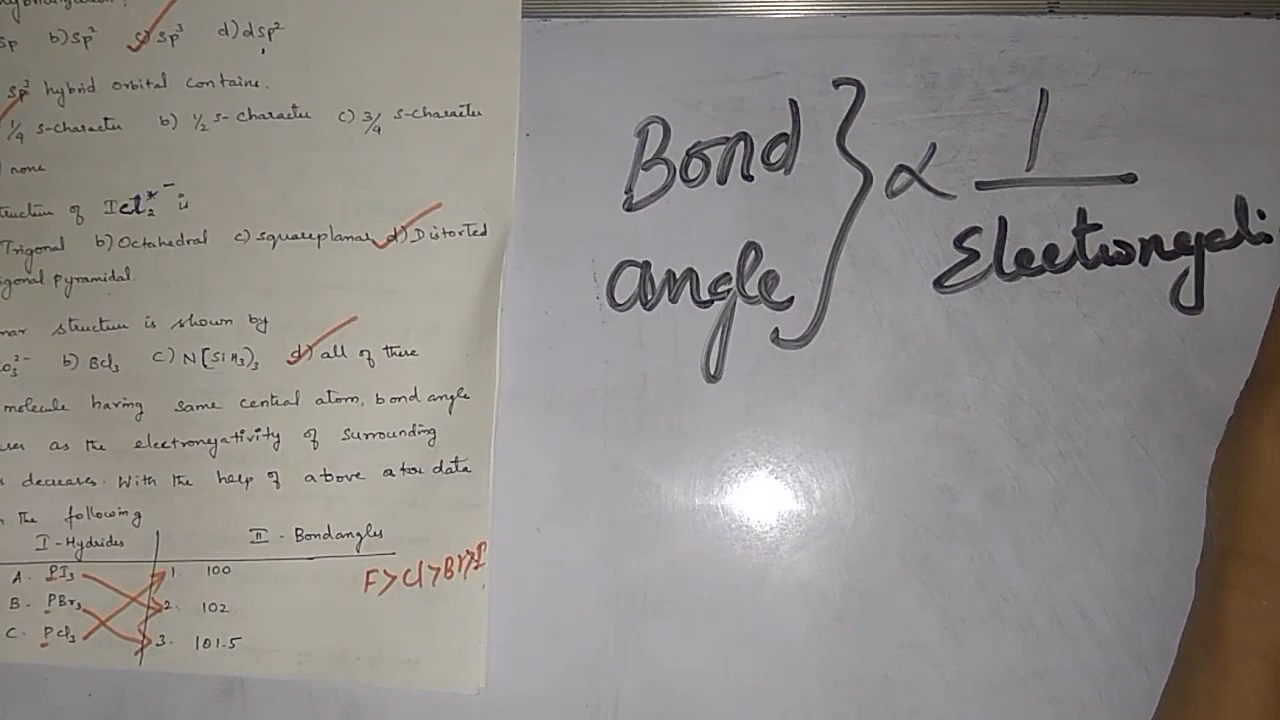 sp b) sp² c) sp³ d) dsp²
sp³ hybrid orbital contains.
1/4 s-character b) 1/2 s-character c) 3/4 s-character
none
of ICl₂*⁻ is
Trigonal b) Octahedral c) squareplanar d) Distorted
pyramidal.
structure is shown by
b) BCl₃ c) N[SiH₃]₃ d) all of these
molecule having same central atom, bond angle
as the electronegativity of surrounding
decreases. With the help of above data
the following
I-Hydrides II - Bondangles
A. PI₃ 1. 100
B. PBr₃ 2. 102
C. PCl₃ 3. 101.5
F>Cl>Br>I
Bond
angle } ∝ 1
Electronegati